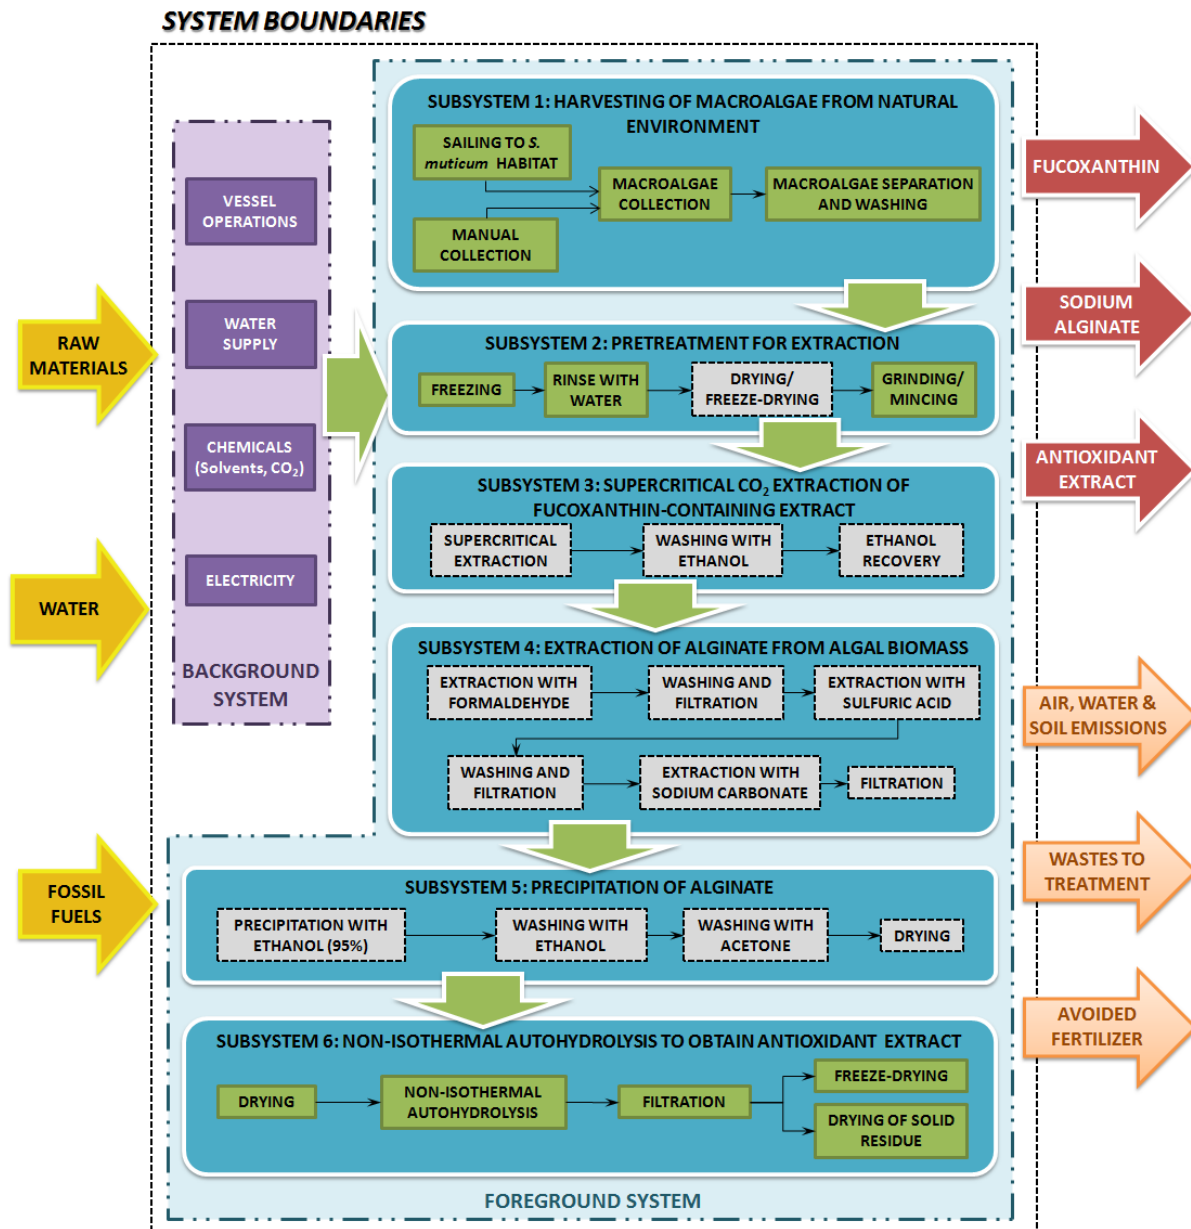 SYSTEM BOUNDARIES
RAW
MATERIALS
WATER
FOSSIL
FUELS
VESSEL
OPERATIONS
WATER
SUPPLY
CHEMICALS
(Solvents, CO₂)
ELECTRICITY
BACKGROUND
SYSTEM
SUBSYSTEM 1: HARVESTING OF MACROALGAE FROM NATURAL
ENVIRONMENT
SAILING TO S.
muticum HABITAT
MANUAL
COLLECTION
MACROALGAE
COLLECTION
MACROALGAE SEPARATION
AND WASHING
SUBSYSTEM 2: PRETREATMENT FOR EXTRACTION
FREEZING
RINSE WITH
WATER
DRYING/
FREEZE-DRYING
GRINDING/
MINCING
SUBSYSTEM 3: SUPERCRITICAL CO₂ EXTRACTION OF
FUCOXANTHIN-CONTAINING EXTRACT
SUPERCRITICAL
EXTRACTION
WASHING WITH
ETHANOL
ETHANOL
RECOVERY
SUBSYSTEM 4: EXTRACTION OF ALGINATE FROM ALGAL BIOMASS
EXTRACTION WITH
FORMALDEHYDE
WASHING AND
FILTRATION
EXTRACTION WITH
SULFURIC ACID
WASHING AND
FILTRATION
EXTRACTION WITH
SODIUM CARBONATE
FILTRATION
SUBSYSTEM 5: PRECIPITATION OF ALGINATE
PRECIPITATION WITH
ETHANOL (95%)
WASHING WITH
ETHANOL
WASHING WITH
ACETONE
DRYING
SUBSYSTEM 6: NON-ISOTHERMAL AUTOHYDROLYSIS TO OBTAIN ANTIOXIDANT EXTRACT
DRYING
NON-ISOTHERMAL
AUTOHYDROLYSIS
FILTRATION
FREEZE-DRYING
DRYING OF SOLID
RESIDUE
FOREGROUND SYSTEM
FUCOXANTHIN
SODIUM
ALGINATE
ANTIOXIDANT
EXTRACT
AIR, WATER &
SOIL EMISSIONS
WASTES TO
TREATMENT
AVOIDED
FERTILIZER